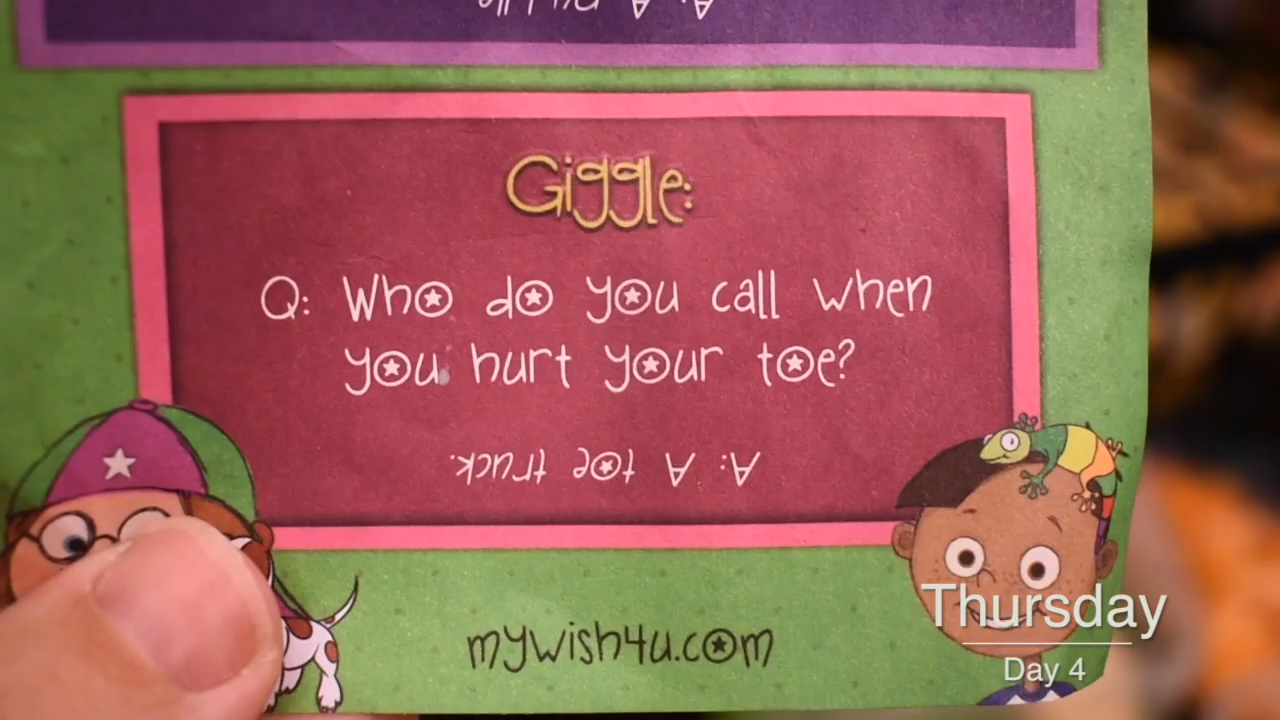 Giggle:
Q: Who do you call when
you hurt your toe?
A: A toe truck.
mywish4u.com
Thursday
Day 4